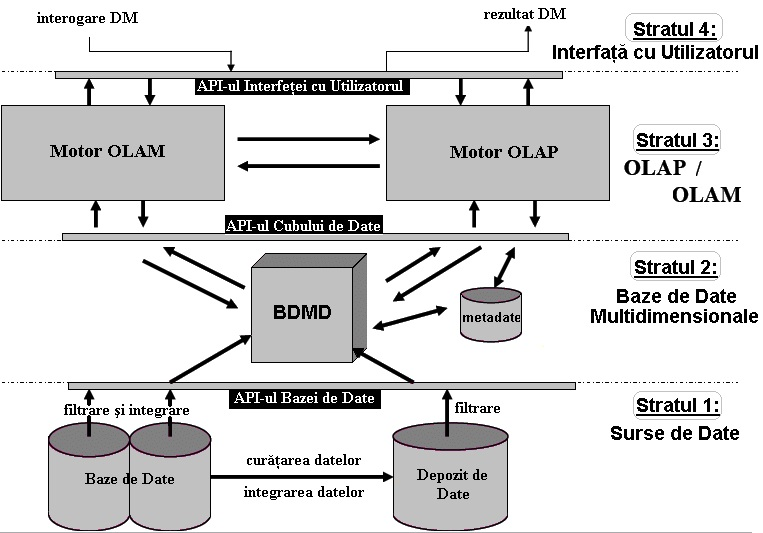 interogare DM
rezultat DM
Stratul 4:
Interfață cu Utilizatorul
API-ul Interfeței cu Utilizatorul
Motor OLAM
Motor OLAP
Stratul 3:
OLAP /
OLAM
API-ul Cubului de Date
Stratul 2:
Baze de Date
Multidimensionale
BDMD
metadate
API-ul Bazei de Date
Stratul 1:
Surse de Date
filtrare și integrare
filtrare
Baze de Date
curățarea datelor
integrarea datelor
Depozit de
Date